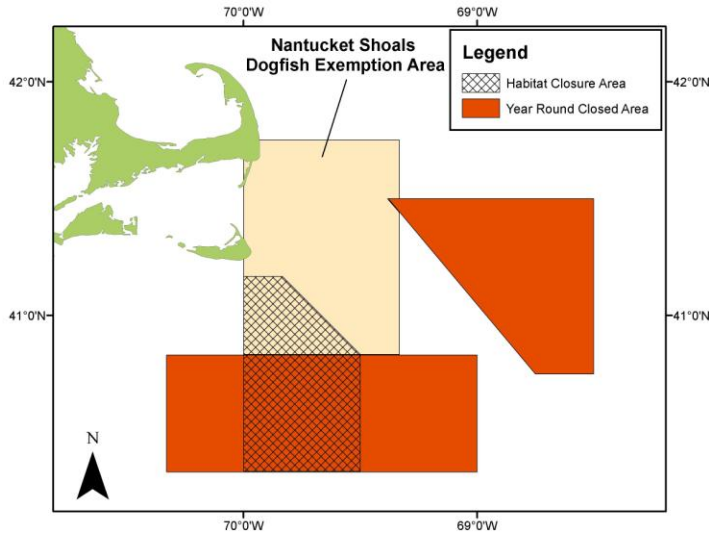 70°0'W 69°0'W
Nantucket Shoals
Dogfish Exemption Area
Legend
Habitat Closure Area
Year Round Closed Area
42°0'N 42°0'N
41°0'N 41°0'N
N
70°0'W 69°0'W